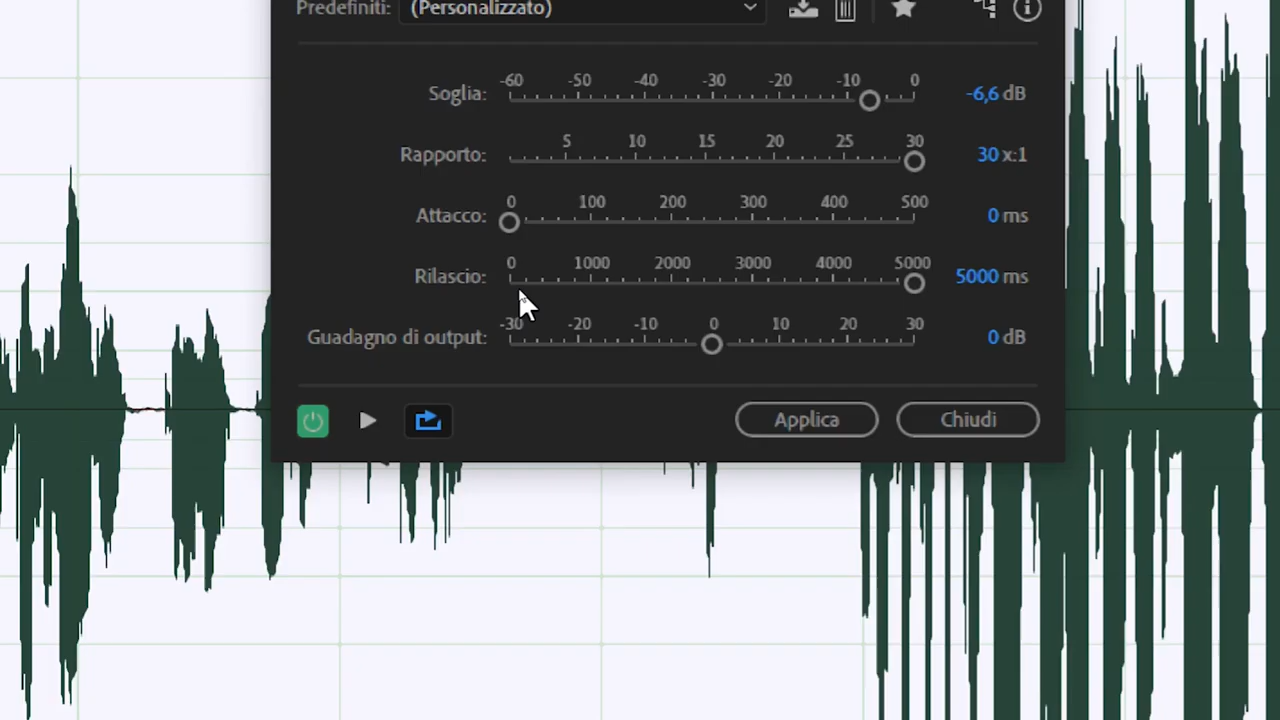 Predefiniti: (Personalizzato)
-60 -50 -40 -30 -20 -10 0
Soglia: -6,6 dB
5 10 15 20 25 30
Rapporto: 30 x:1
0 100 200 300 400 500
Attacco: 0 ms
0 1000 2000 3000 4000 5000
Rilascio: 5000 ms
-30 -20 -10 0 10 20 30
Guadagno di output: 0 dB
Applica Chiudi